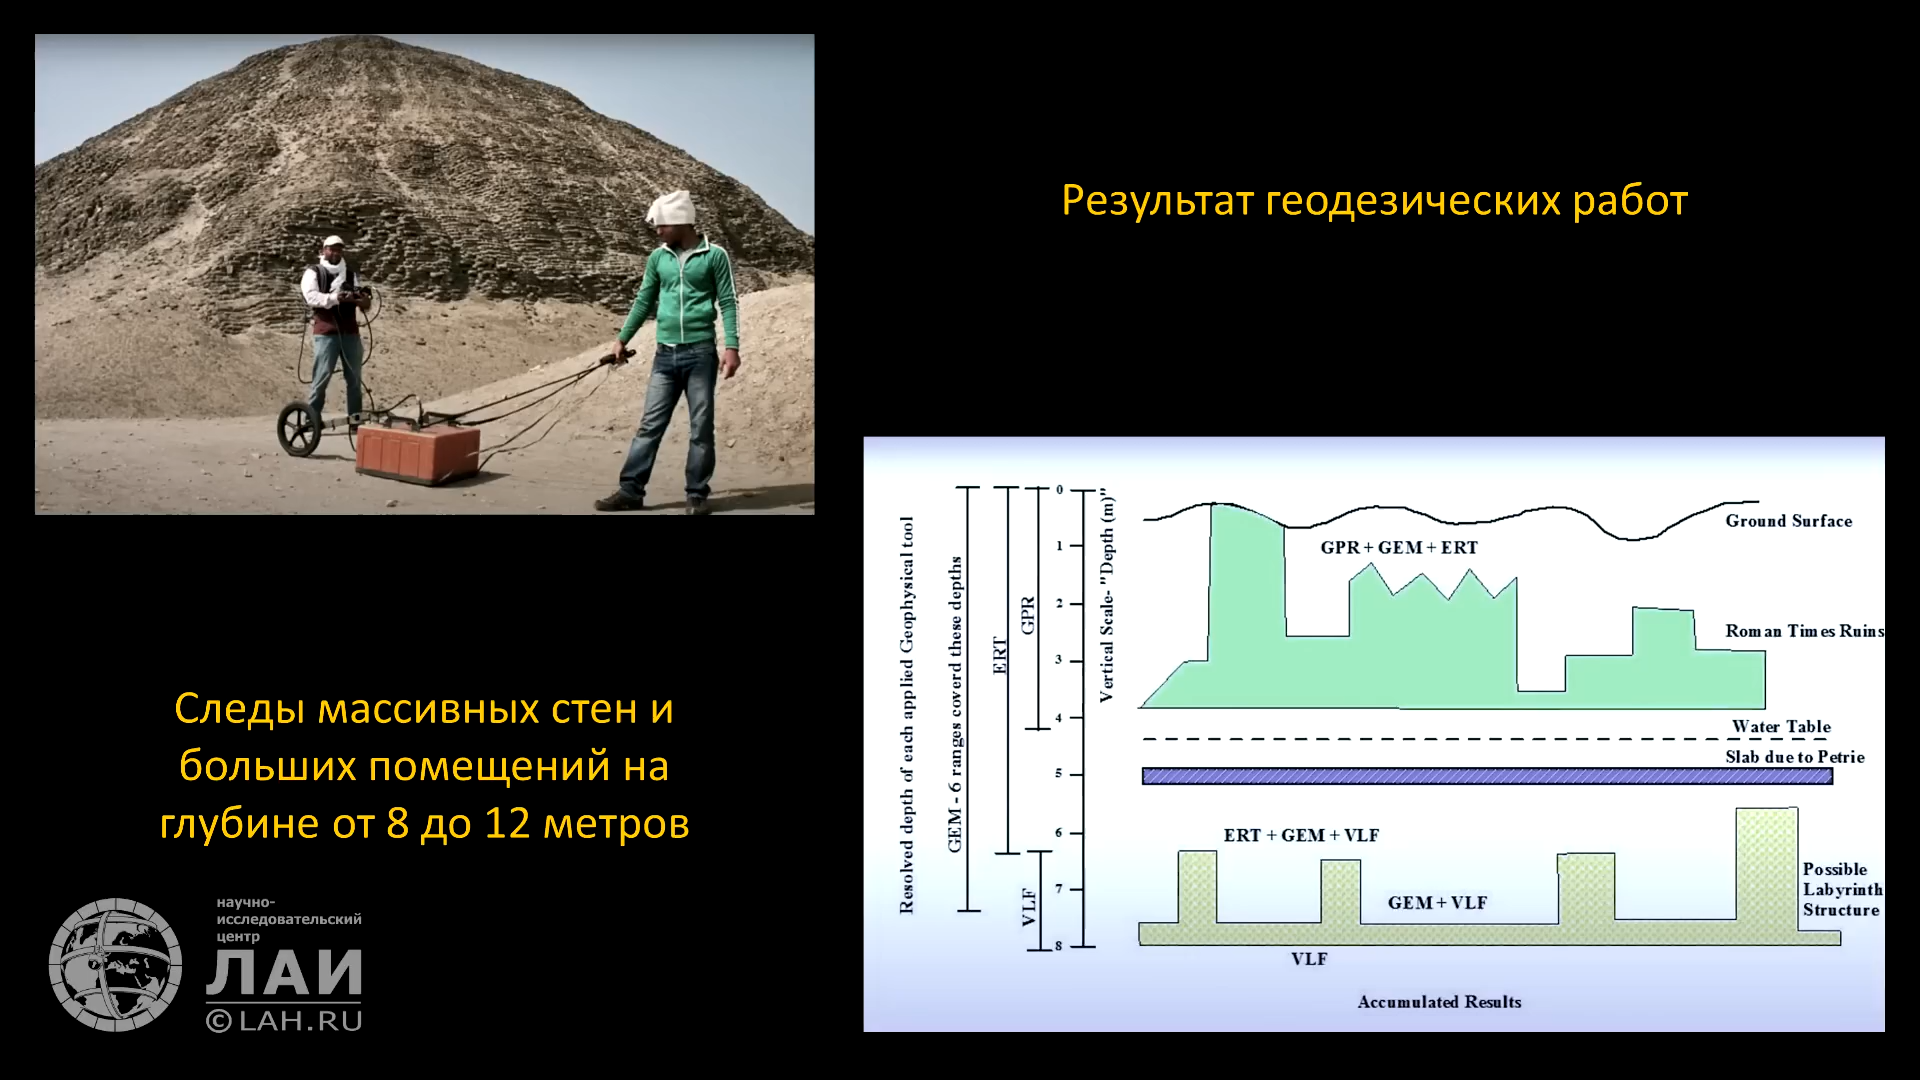 Результат геодезических работ
Следы массивных стен и
больших помещений на
глубине от 8 до 12 метров
научно-
исследовательский
центр
ЛАИ
© LAH.RU
Resolved depth of each applied Geophysical tool
GEM - 6 ranges coverd these depths
ERT
GPR
VLF
0
1
2
3
4
5
6
7
8
Vertical Scale- "Depth (m)"
Ground Surface
GPR + GEM + ERT
Roman Times Ruins
Water Table
Slab due to Petrie
ERT + GEM + VLF
GEM + VLF
Possible
Labyrinth
Structure
VLF
Accumulated Results